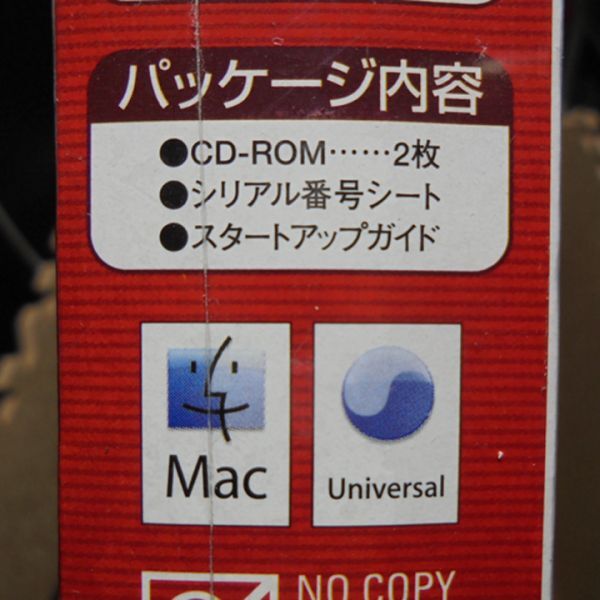 パッケージ内容
●CD-ROM……2枚
●シリアル番号シート
●スタートアップガイド
Mac
Universal
NO COPY